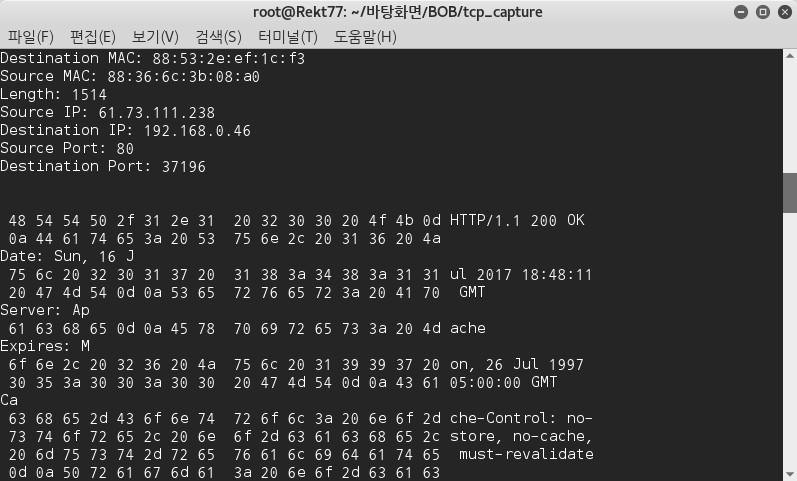 root@Rekt77: ~/바탕화면/BOB/tcp_capture
파일(F) 편집(E) 보기(V) 검색(S) 터미널(T) 도움말(H)
Destination MAC: 88:53:2e:ef:1c:f3
Source MAC: 88:36:6c:3b:08:a0
Length: 1514
Source IP: 61.73.111.238
Destination IP: 192.168.0.46
Source Port: 80
Destination Port: 37196
48 54 54 50 2f 31 2e 31  20 32 30 30 20 4f 4b 0d HTTP/1.1 200 OK
0a 44 61 74 65 3a 20 53  75 6e 2c 20 31 36 20 4a
Date: Sun, 16 J
75 6c 20 32 30 31 37 20  31 38 3a 34 38 3a 31 31 ul 2017 18:48:11
20 47 4d 54 0d 0a 53 65  72 76 65 72 3a 20 41 70  GMT
Server: Ap
61 63 68 65 0d 0a 45 78  70 69 72 65 73 3a 20 4d ache
Expires: M
6f 6e 2c 20 32 36 20 4a  75 6c 20 31 39 39 37 20 on, 26 Jul 1997
30 35 3a 30 30 3a 30 30  20 47 4d 54 0d 0a 43 61 05:00:00 GMT
Ca
63 68 65 2d 43 6f 6e 74  72 6f 6c 3a 20 6e 6f 2d che-Control: no-
73 74 6f 72 65 2c 20 6e  6f 2d 63 61 63 68 65 2c store, no-cache,
20 6d 75 73 74 2d 72 65  76 61 6c 69 64 61 74 65  must-revalidate
0d 0a 50 72 61 67 6d 61  3a 20 6e 6f 2d 63 61 63